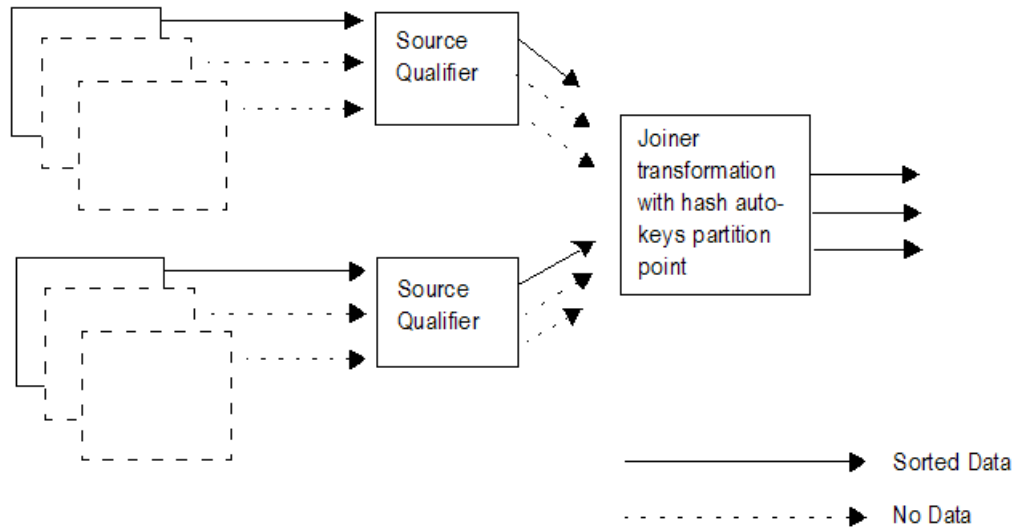 Source
Qualifier
Joiner
transformation
with hash auto-
keys partition
point
Source
Qualifier
Sorted Data
No Data